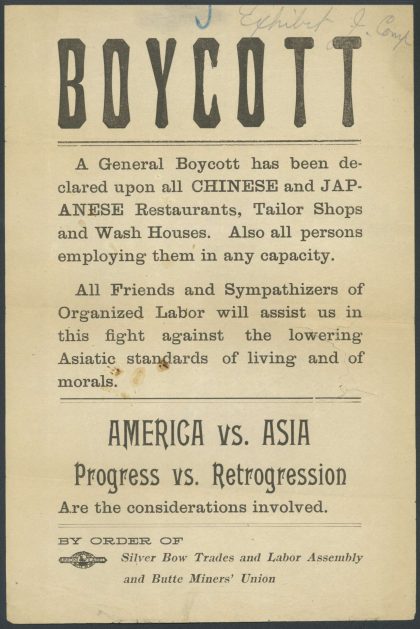 Exhibit J. Comp
BOYCOTT
A General Boycott has been de-
clared upon all CHINESE and JAP-
ANESE Restaurants, Tailor Shops
and Wash Houses. Also all persons
employing them in any capacity.
All Friends and Sympathizers of
Organized Labor will assist us in
this fight against the lowering
Asiatic standards of living and of
morals.
AMERICA vs. ASIA
Progress vs. Retrogression
Are the considerations involved.
BY ORDER OF
Silver Bow Trades and Labor Assembly
and Butte Miners' Union